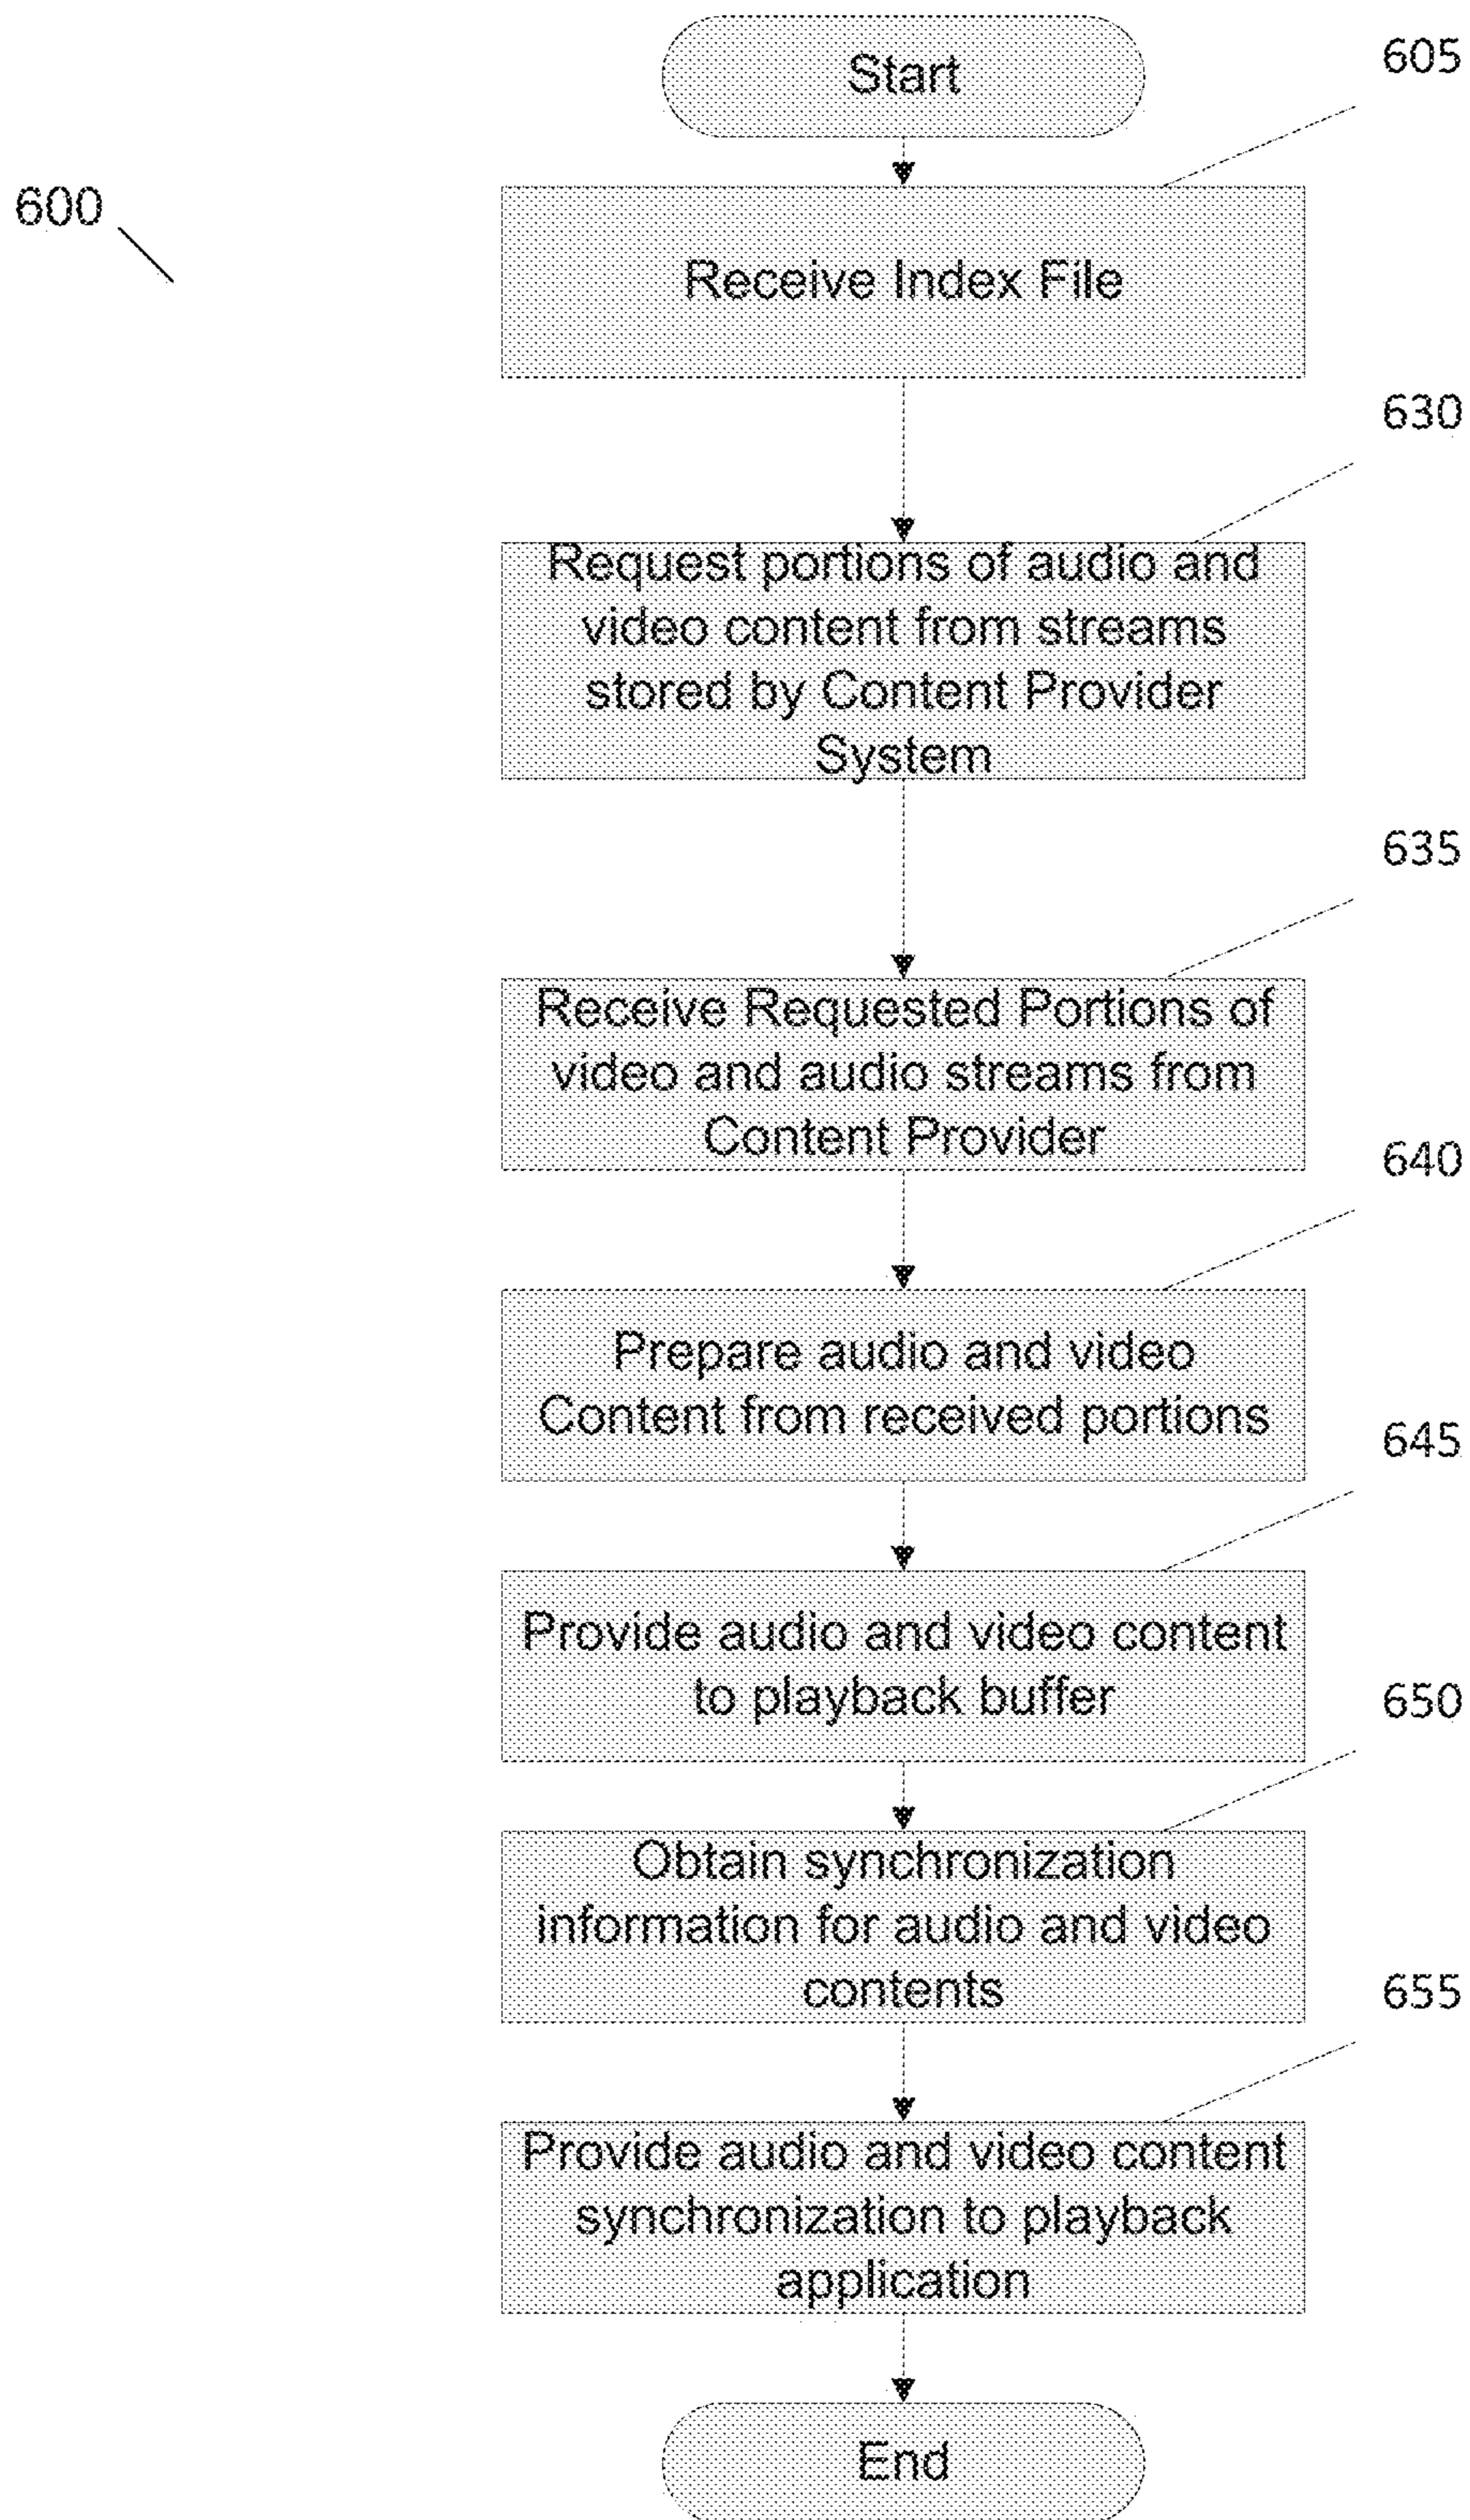 Start
605
600
Receive Index File
630
Request portions of audio and
video content from streams
stored by Content Provider
System
635
Receive Requested Portions of
video and audio streams from
Content Provider
640
Prepare audio and video
Content from received portions
645
Provide audio and video content
to playback buffer
650
Obtain synchronization
information for audio and video
contents
655
Provide audio and video content
synchronization to playback
application
End